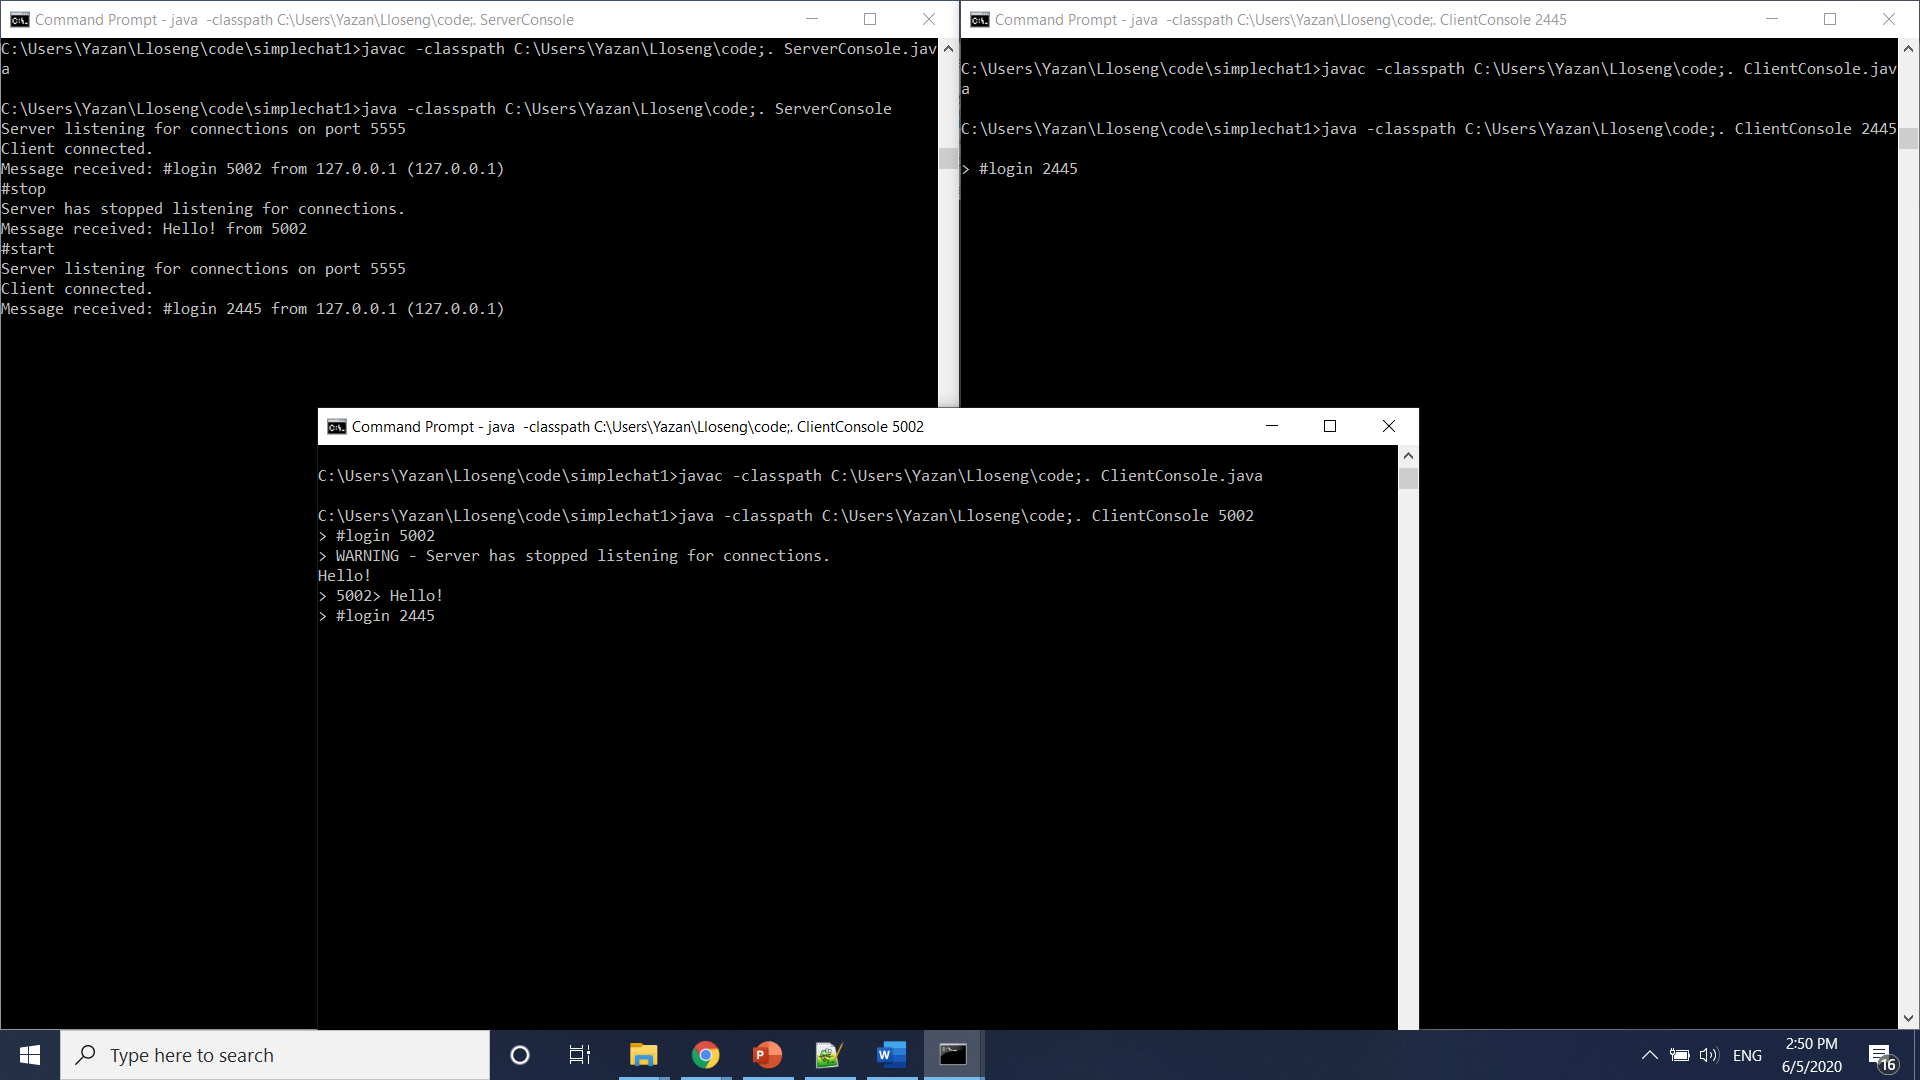 Command Prompt - java  -classpath C:\Users\Yazan\Lloseng\code;. ServerConsole
C:\Users\Yazan\Lloseng\code\simplechat1>javac -classpath C:\Users\Yazan\Lloseng\code;. ServerConsole.jav
a
C:\Users\Yazan\Lloseng\code\simplechat1>java -classpath C:\Users\Yazan\Lloseng\code;. ServerConsole
Server listening for connections on port 5555
Client connected.
Message received: #login 5002 from 127.0.0.1 (127.0.0.1)
#stop
Server has stopped listening for connections.
Message received: Hello! from 5002
#start
Server listening for connections on port 5555
Client connected.
Message received: #login 2445 from 127.0.0.1 (127.0.0.1)
Command Prompt - java  -classpath C:\Users\Yazan\Lloseng\code;. ClientConsole 2445
C:\Users\Yazan\Lloseng\code\simplechat1>javac -classpath C:\Users\Yazan\Lloseng\code;. ClientConsole.jav
a
C:\Users\Yazan\Lloseng\code\simplechat1>java -classpath C:\Users\Yazan\Lloseng\code;. ClientConsole 2445
> #login 2445
Command Prompt - java  -classpath C:\Users\Yazan\Lloseng\code;. ClientConsole 5002
C:\Users\Yazan\Lloseng\code\simplechat1>javac -classpath C:\Users\Yazan\Lloseng\code;. ClientConsole.java
C:\Users\Yazan\Lloseng\code\simplechat1>java -classpath C:\Users\Yazan\Lloseng\code;. ClientConsole 5002
> #login 5002
> WARNING - Server has stopped listening for connections.
Hello!
> 5002> Hello!
> #login 2445
Type here to search
ENG
2:50 PM
6/5/2020
16